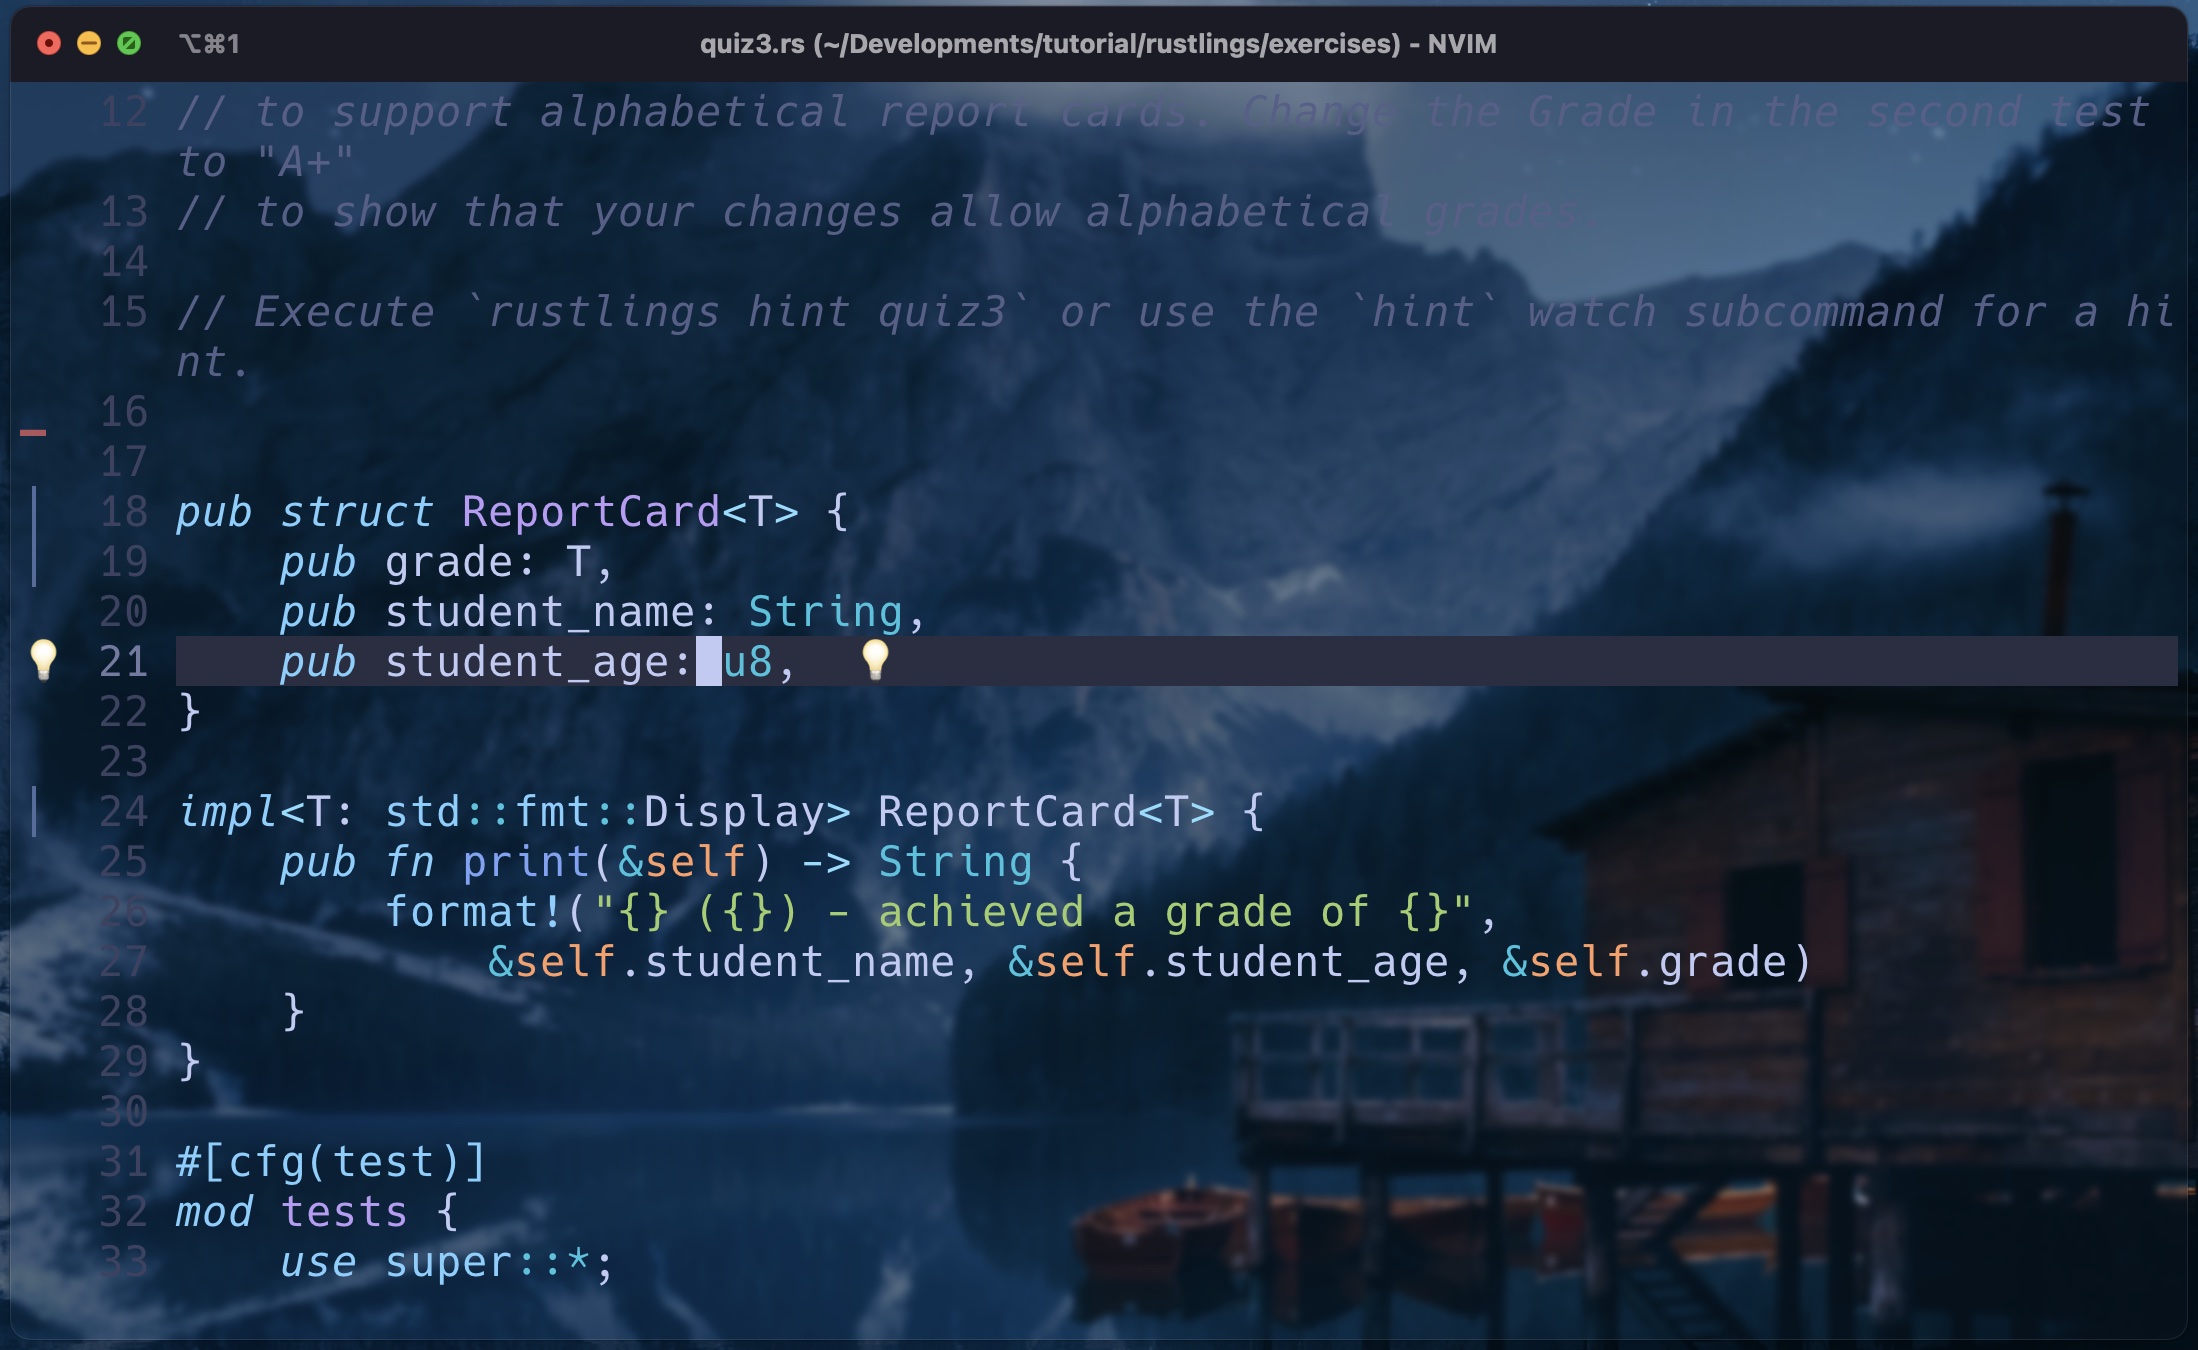 ⌥⌘1 quiz3.rs (~/Developments/tutorial/rustlings/exercises) - NVIM
12 // to support alphabetical report cards. Change the Grade in the second test
to "A+"
13 // to show that your changes allow alphabetical grades.
14
15 // Execute `rustlings hint quiz3` or use the `hint` watch subcommand for a hi
nt.
16
17
18 pub struct ReportCard<T> {
19     pub grade: T,
20     pub student_name: String,
21     pub student_age: u8,
22 }
23
24 impl<T: std::fmt::Display> ReportCard<T> {
25     pub fn print(&self) -> String {
26         format!("{} ({}) - achieved a grade of {}",
27             &self.student_name, &self.student_age, &self.grade)
28     }
29 }
30
31 #[cfg(test)]
32 mod tests {
33     use super::*;